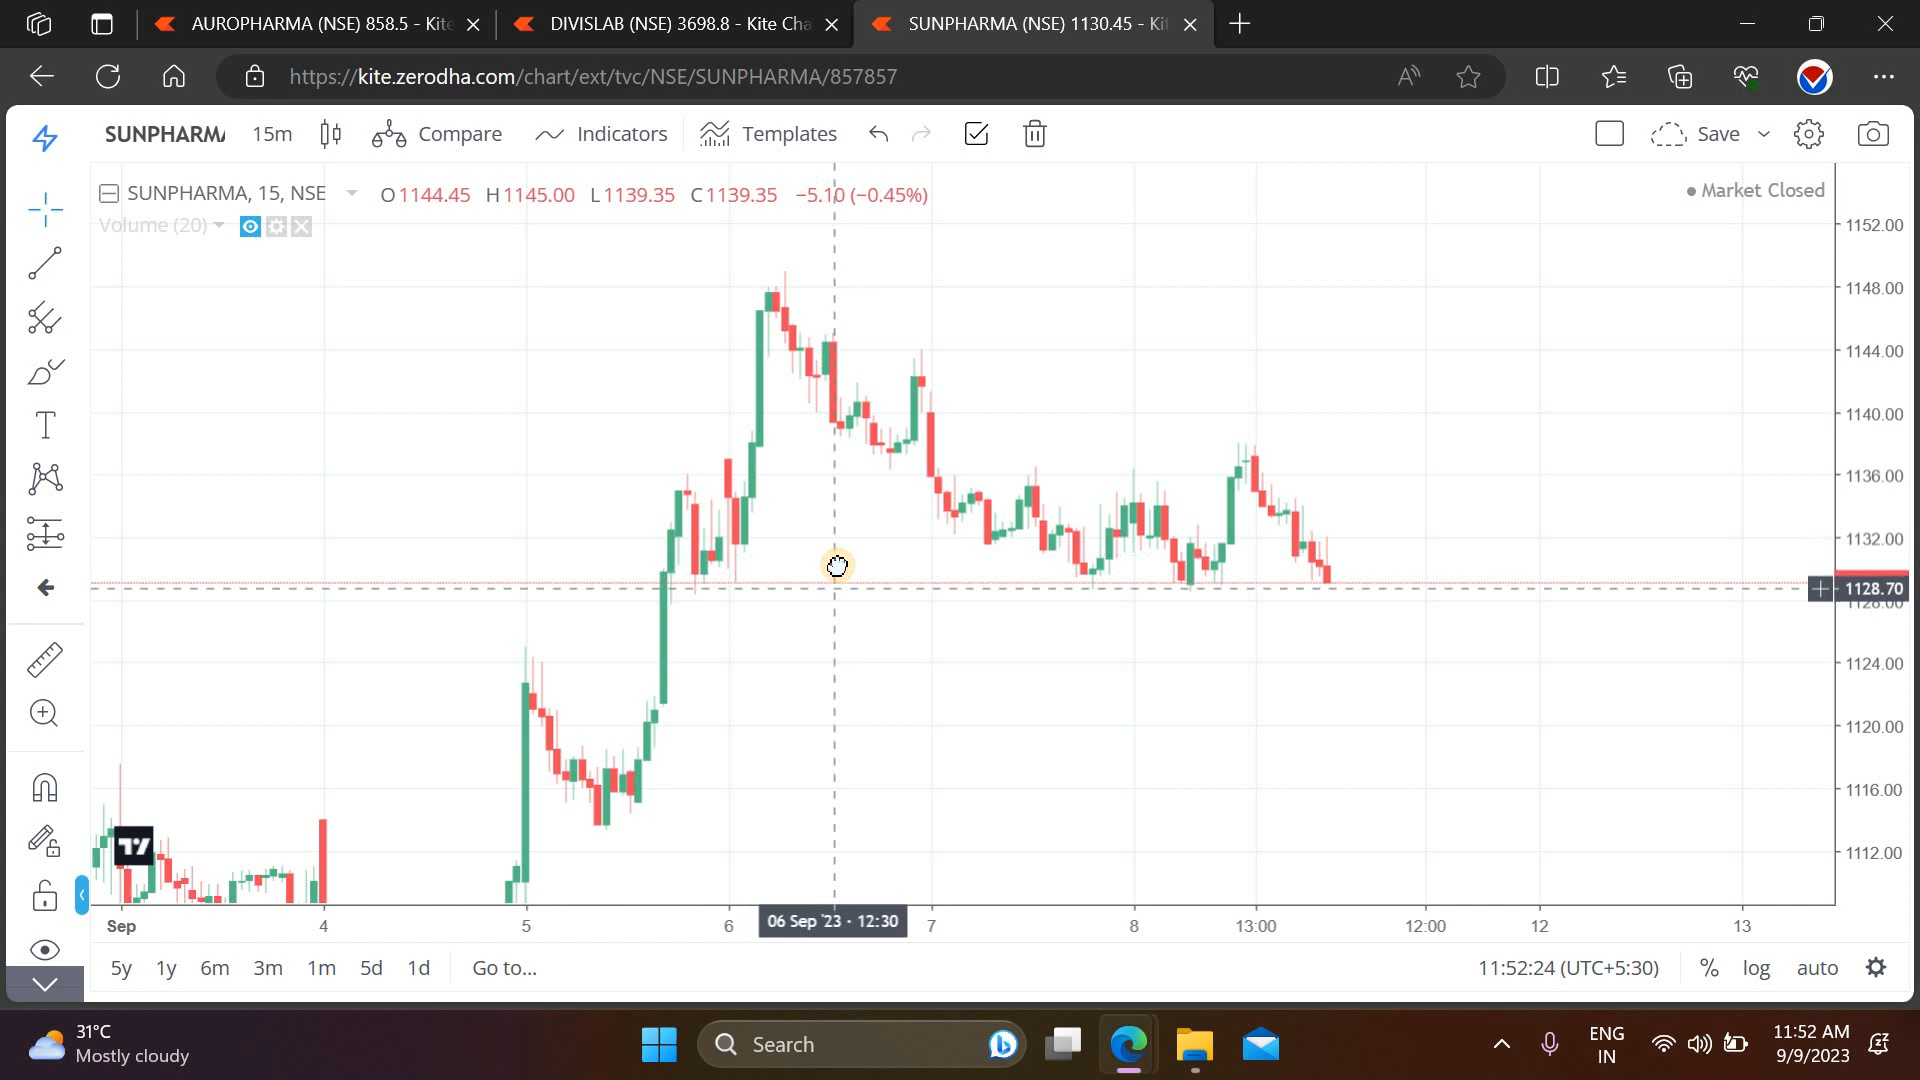 AUROPHARMA (NSE) 858.5 - Kite
DIVISLAB (NSE) 3698.8 - Kite Cha
SUNPHARMA (NSE) 1130.45 - Kit
https://kite.zerodha.com/chart/ext/tvc/NSE/SUNPHARMA/857857
SUNPHARMA 15m Compare Indicators Templates Save
SUNPHARMA, 15, NSE O1144.45 H1145.00 L1139.35 C1139.35 −5.10 (−0.45%)
Market Closed
Volume (20)
1152.00
1148.00
1144.00
1140.00
1136.00
1132.00
1128.70
1128.00
1124.00
1120.00
1116.00
1112.00
Sep 4 5 6 06 Sep '23 · 12:30 7 8 13:00 12:00 12 13
5y 1y 6m 3m 1m 5d 1d Go to... 11:52:24 (UTC+5:30) % log auto
31°C
Mostly cloudy
Search
ENG
IN
11:52 AM
9/9/2023